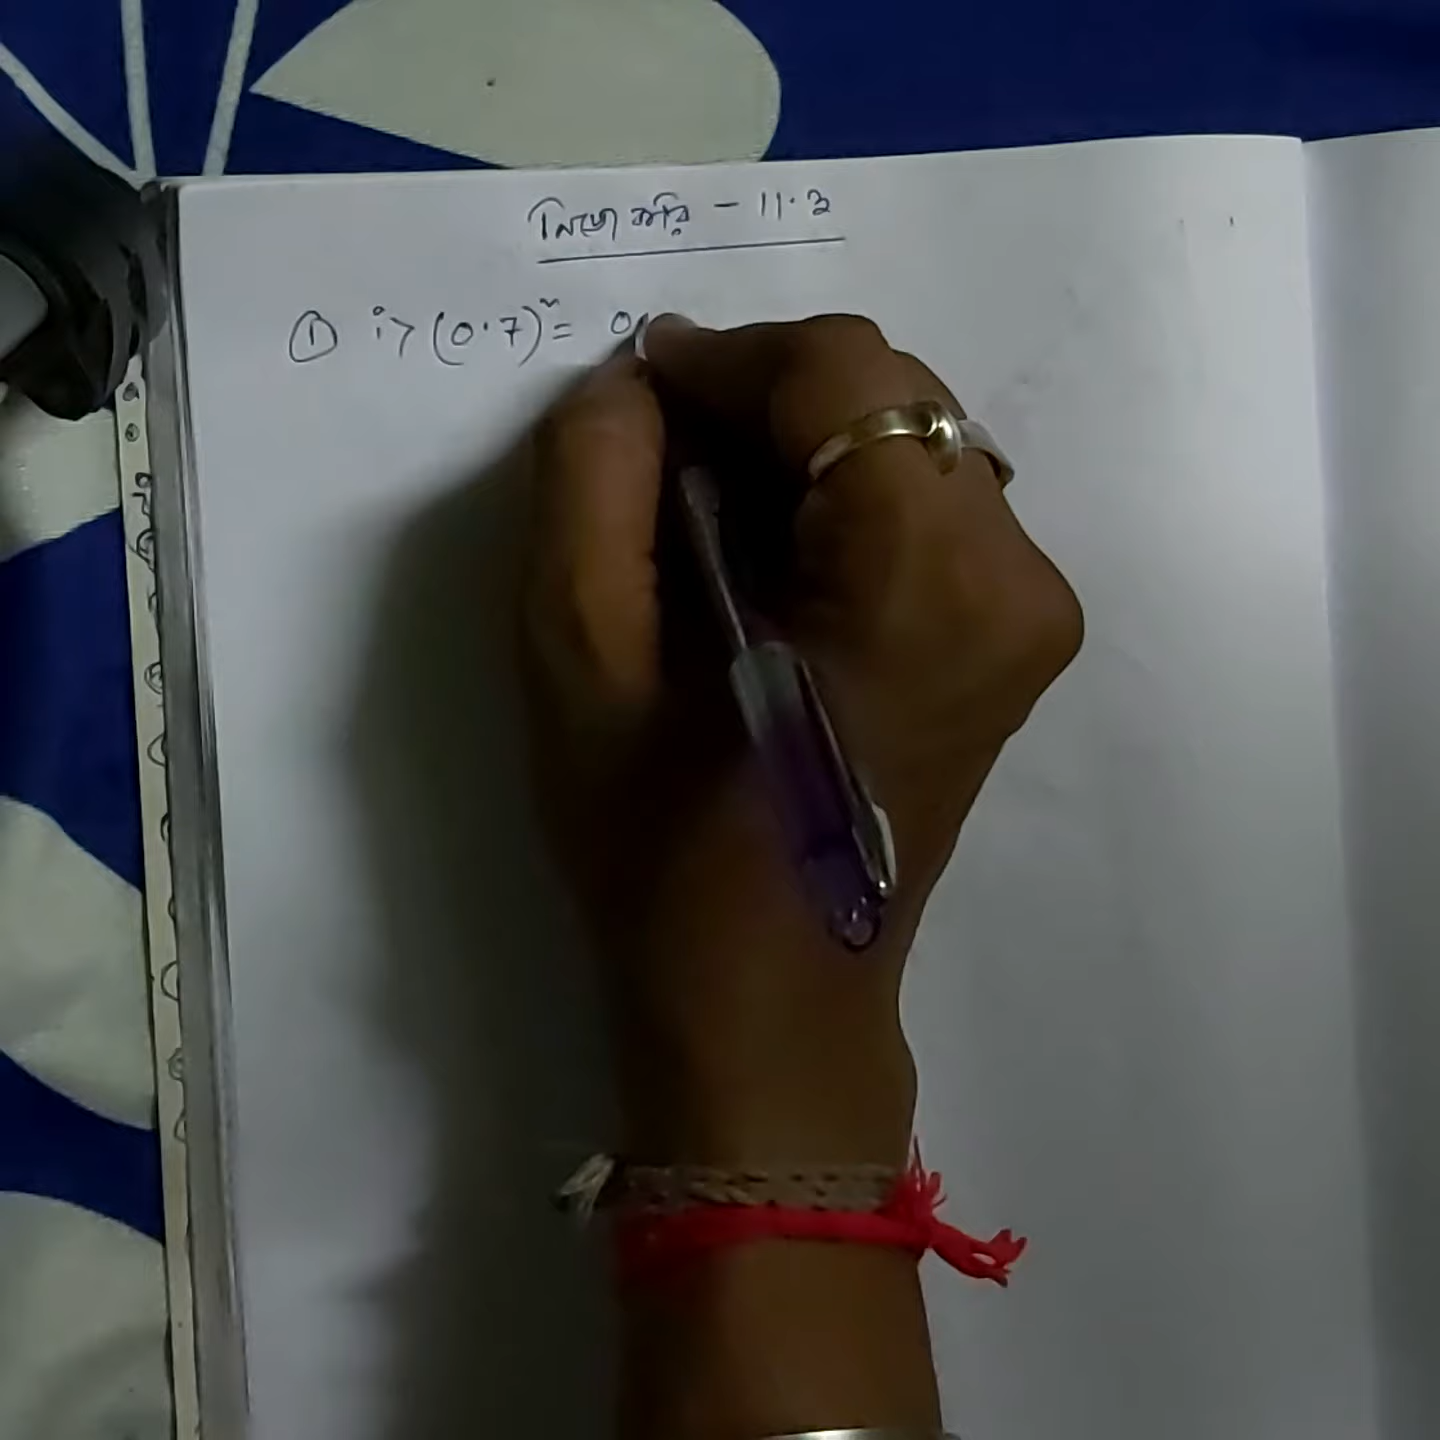 নিজে করি - 11.3
① i> (0.7)² = 0.